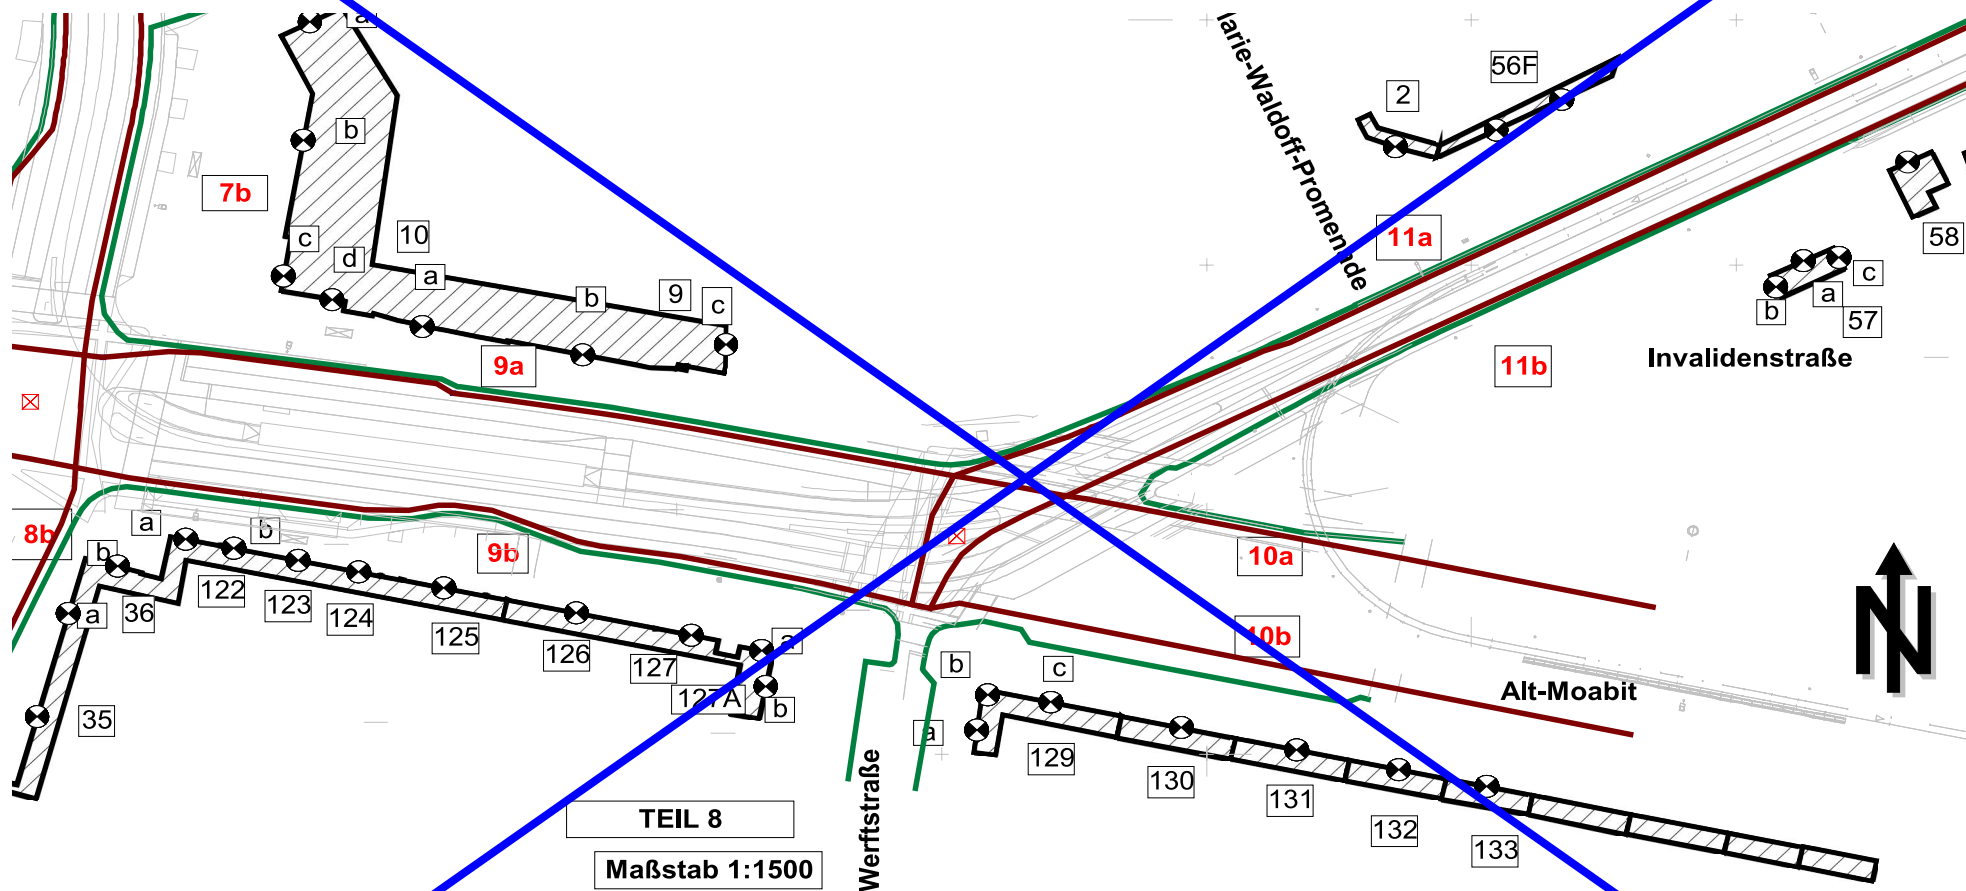 a
b
7b
c
d
10
a
b
9
c
9a
Marie-Waldoff-Promenade
2
56F
11a
11b
58
c
a
b
57
Invalidenstraße
8b
a
b
b
a
36
122
123
124
125
9b
126
127
127A
a
b
35
10a
10b
b
c
a
129
130
131
132
133
Alt-Moabit
N
Werftstraße
TEIL 8
Maßstab 1:1500